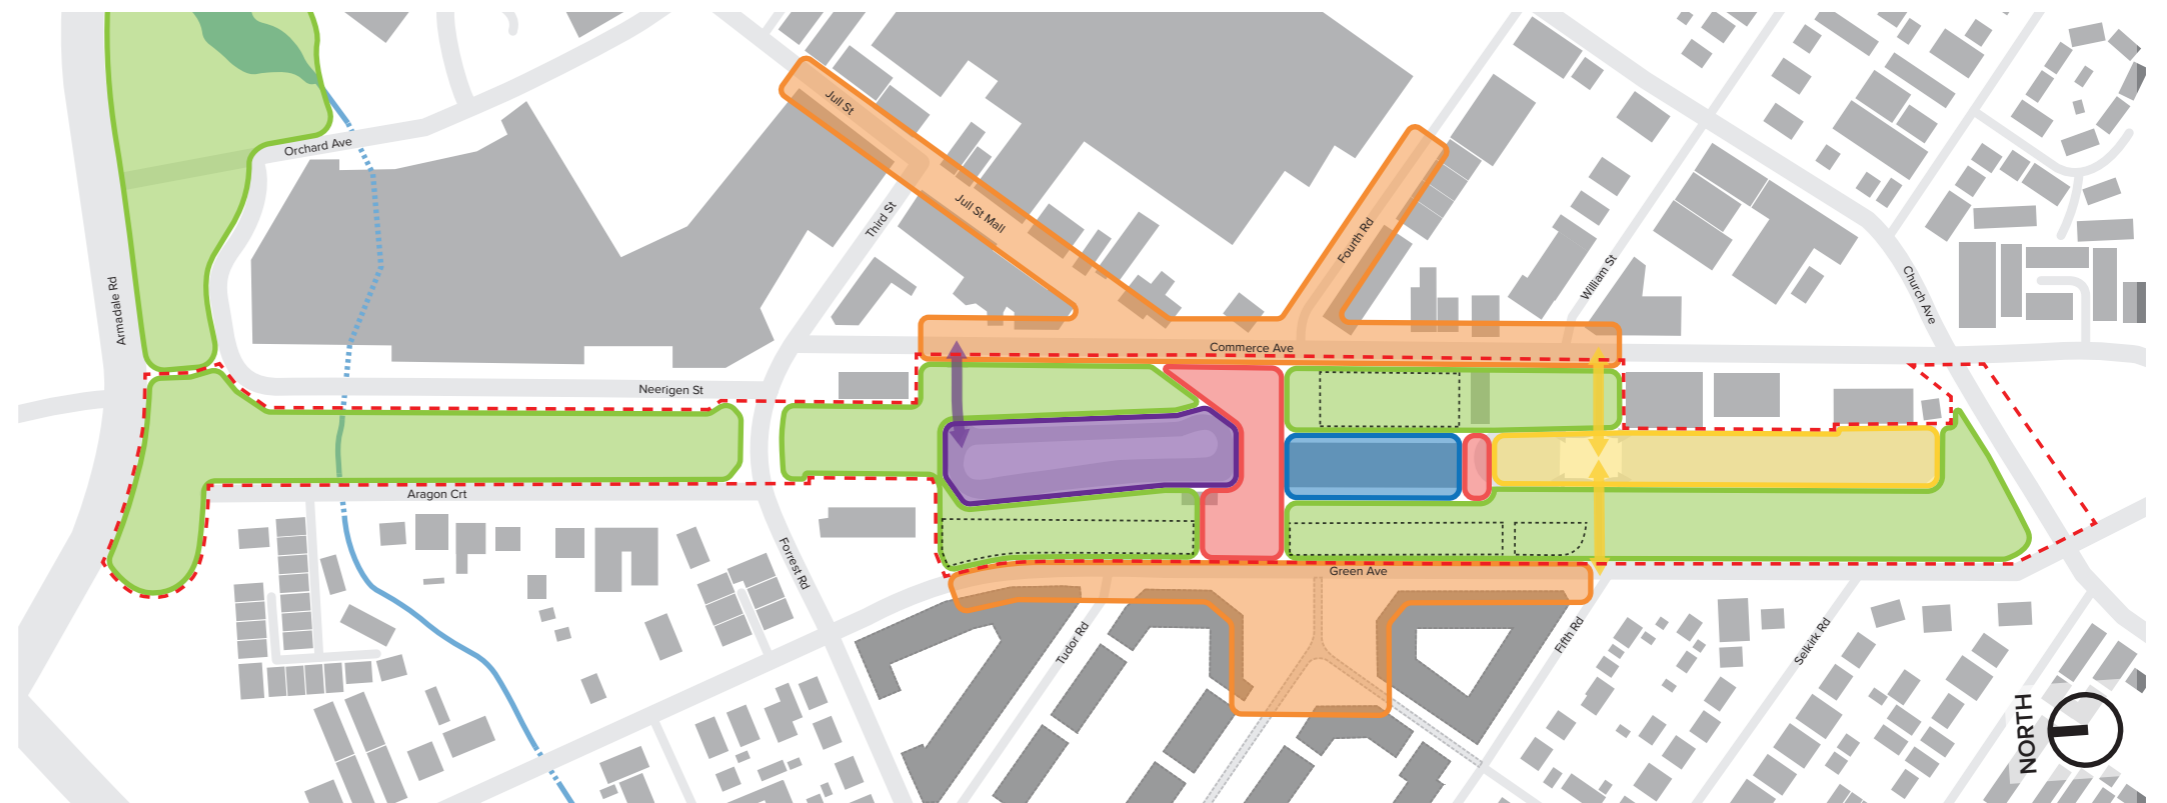 Jull St
Orchard Ave
Jull St Mall
Third St
Fourth Rd
William St
Church Ave
Armadale Rd
Commerce Ave
Neerigen St
Aragon Crt
Forrest Rd
Green Ave
Tudor Rd
Fifth Rd
Selkirk Rd
NORTH